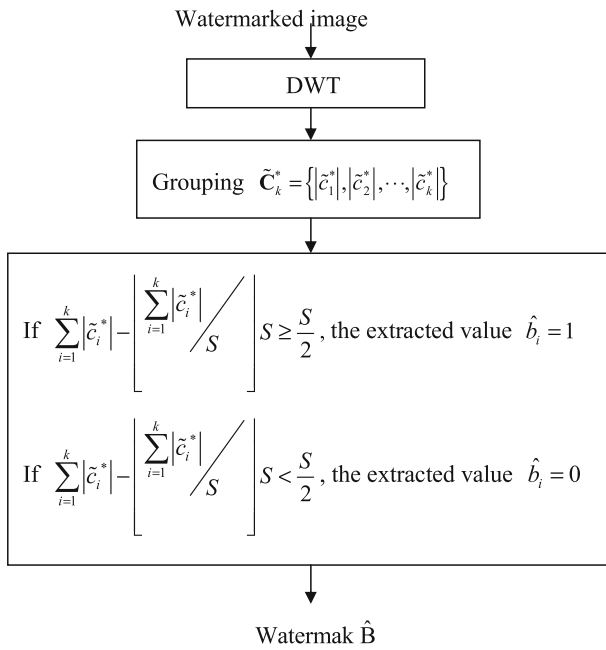 Watermarked image
DWT
Grouping C̃*ₖ = {|c̃*₁|, |c̃*₂|, ⋯, |c̃*ₖ|}
If ∑ᵢ₌₁ᵏ |c̃ᵢ*| − ⌊∑ᵢ₌₁ᵏ |c̃ᵢ*| / S⌋ S ≥ S/2 , the extracted value b̂ᵢ = 1
If ∑ᵢ₌₁ᵏ |c̃ᵢ*| − ⌊∑ᵢ₌₁ᵏ |c̃ᵢ*| / S⌋ S < S/2 , the extracted value b̂ᵢ = 0
Watermak B̂